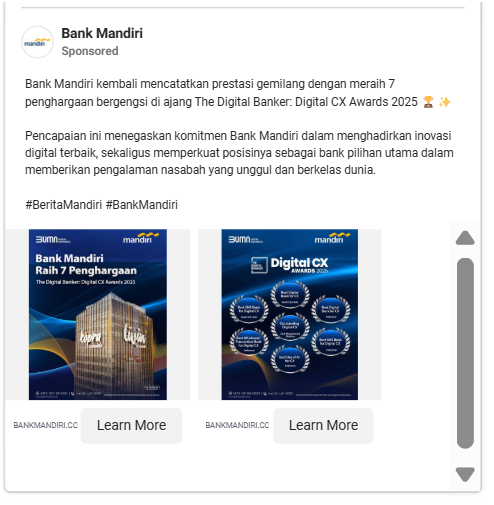 Bank Mandiri
Sponsored
mandiri
Bank Mandiri kembali mencatatkan prestasi gemilang dengan meraih 7
penghargaan bergengsi di ajang The Digital Banker: Digital CX Awards 2025 🏆 ✨
Pencapaian ini menegaskan komitmen Bank Mandiri dalam menghadirkan inovasi
digital terbaik, sekaligus memperkuat posisinya sebagai bank pilihan utama dalam
memberikan pengalaman nasabah yang unggul dan berkelas dunia.
#BeritaMandiri #BankMandiri
BUMN
mandiri
Bank Mandiri
Raih 7 Penghargaan
The Digital Banker: Digital CX Awards 2025
kopra
livin'
BUMN
mandiri
Digital CX
AWARDS 2025
BANKMANDIRI.CO
Learn More
BANKMANDIRI.CO
Learn More